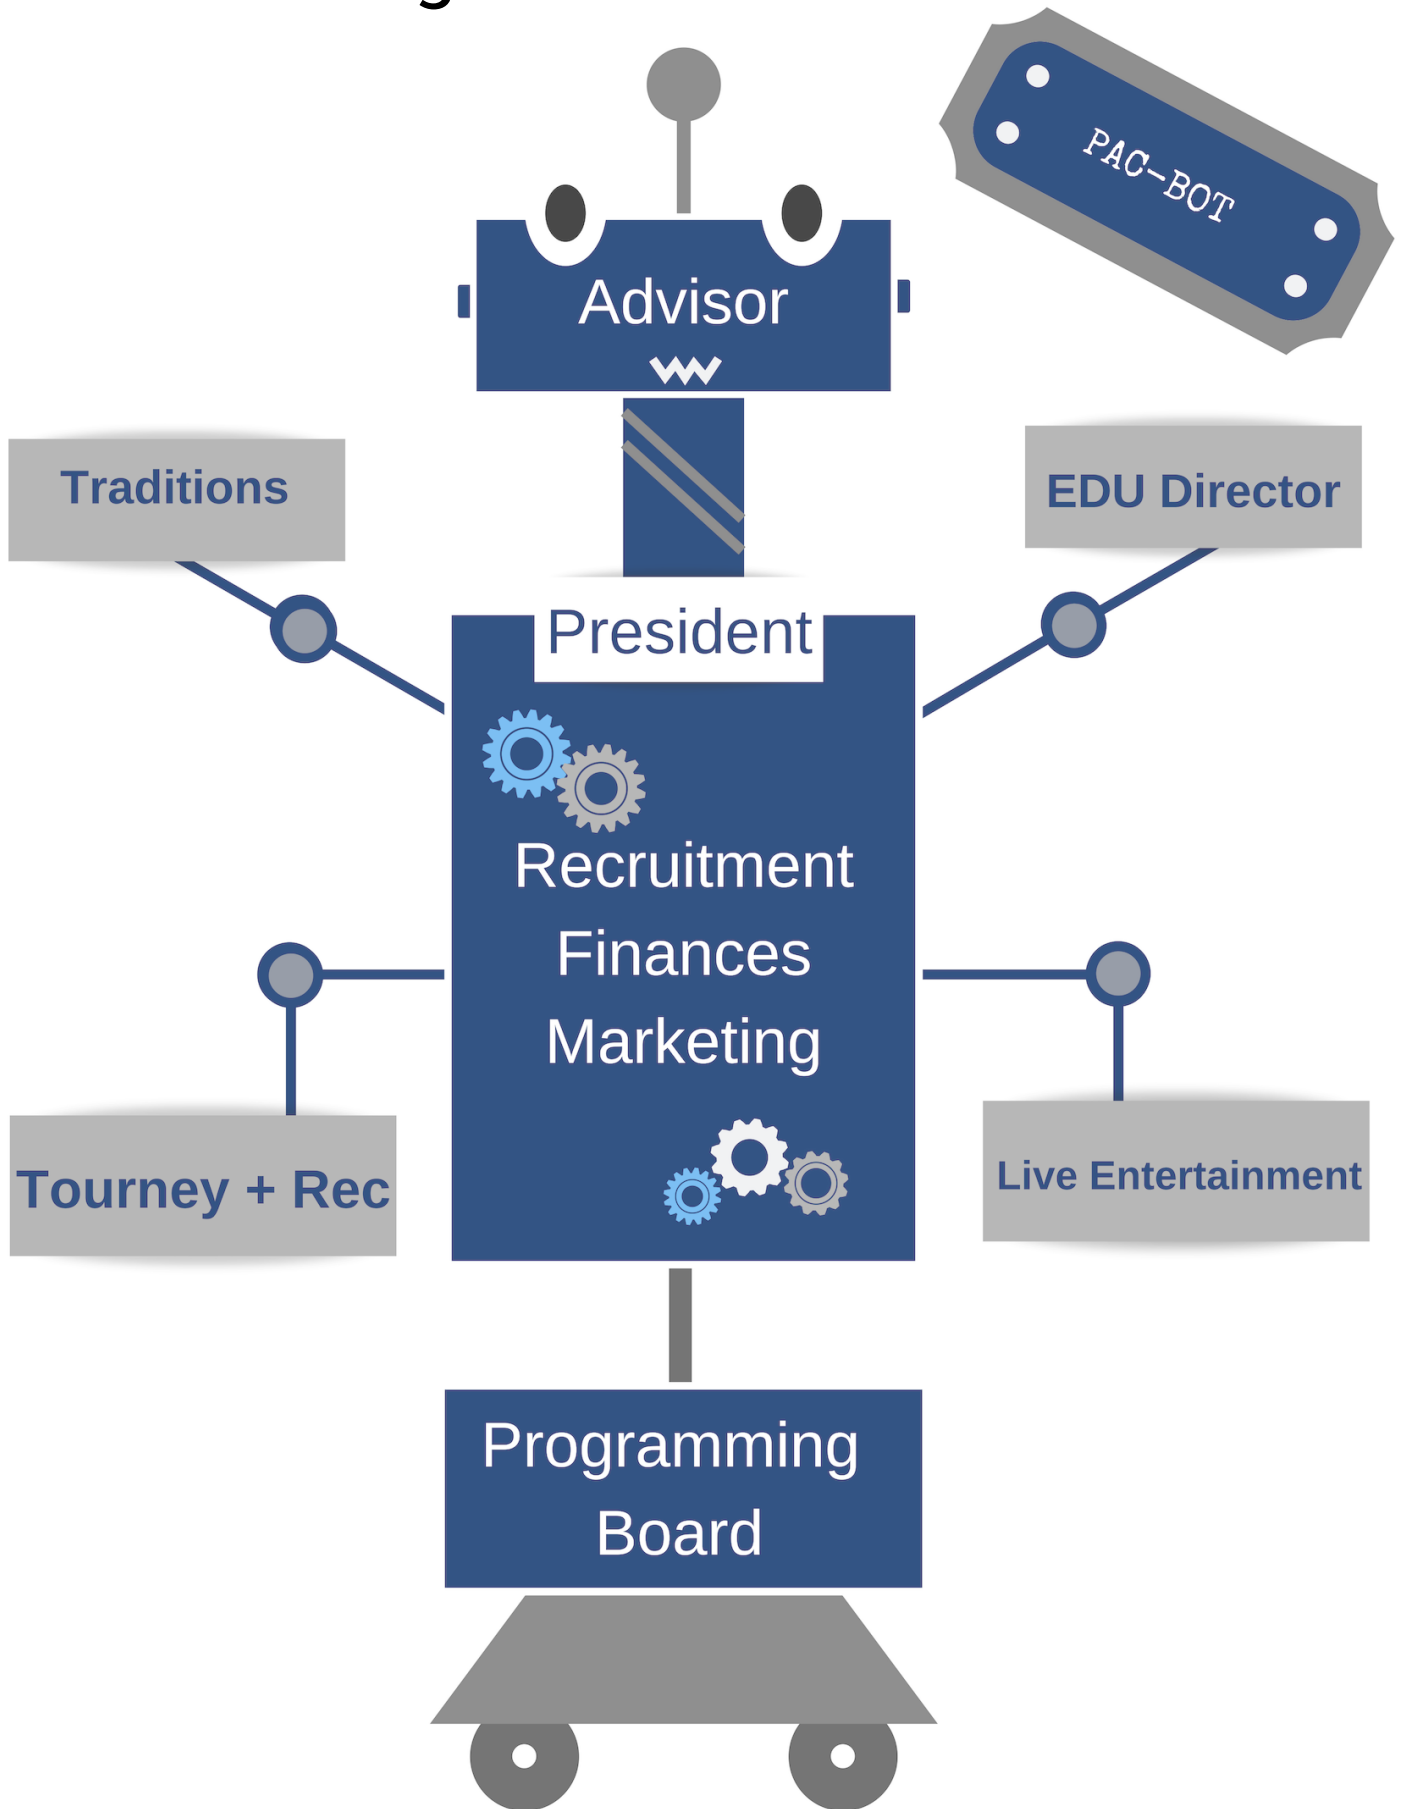 PAC-BOT
Advisor
Traditions
EDU Director
President
Recruitment
Finances
Marketing
Tourney + Rec
Live Entertainment
Programming
Board